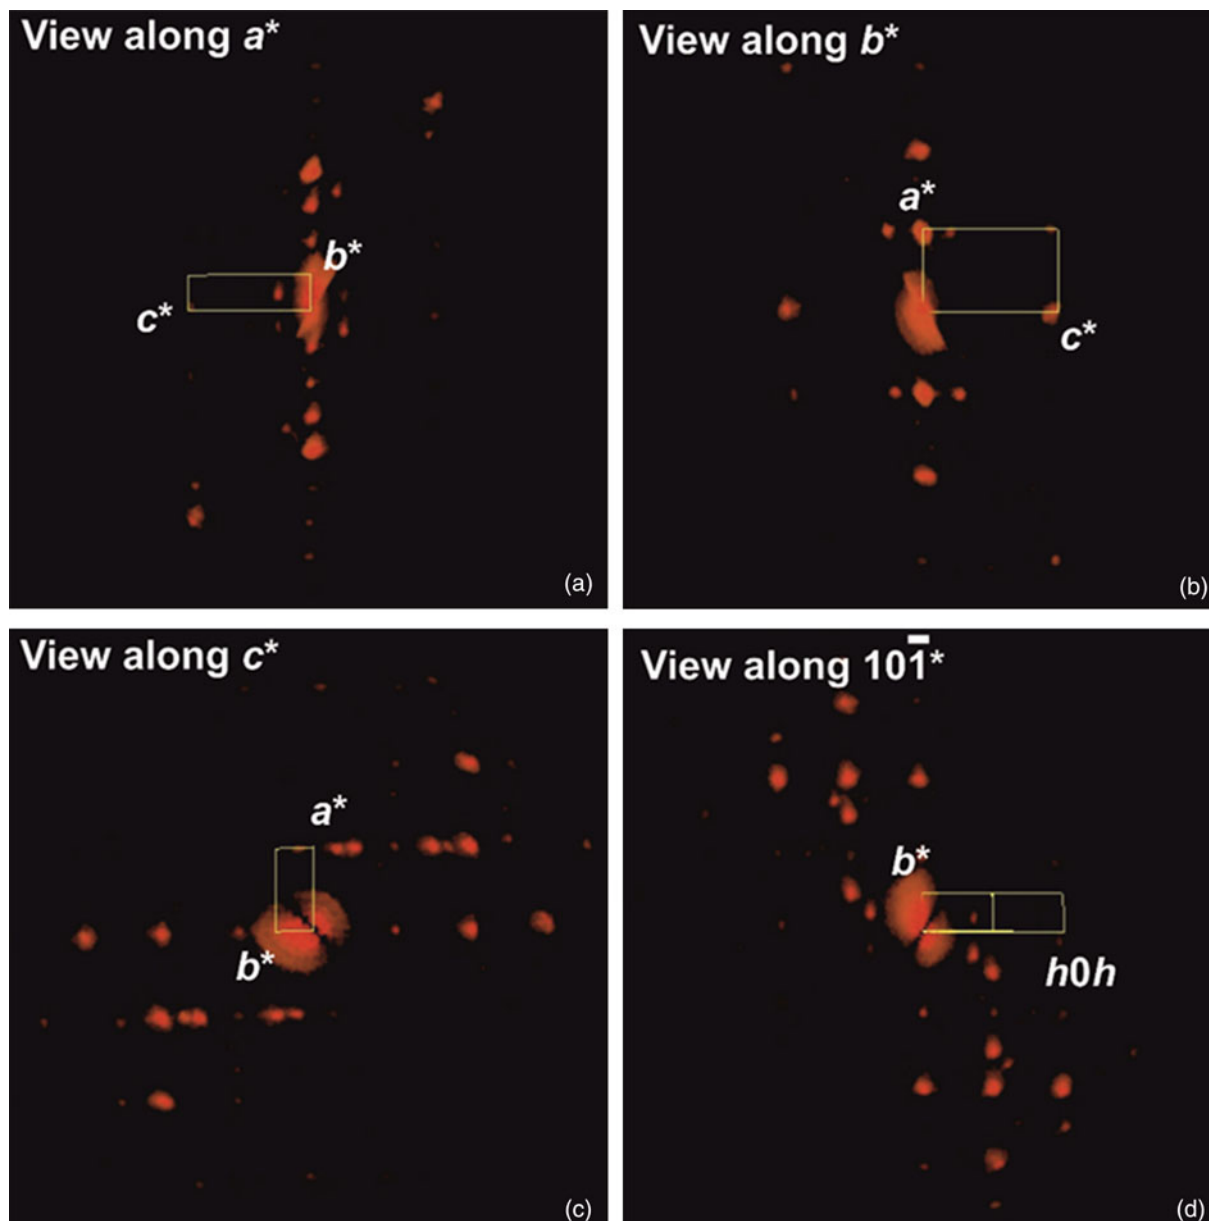 View along a*
b*
c*
(a)
View along b*
a*
c*
(b)
View along c*
a*
b*
(c)
View along 101̄*
b*
h0h
(d)